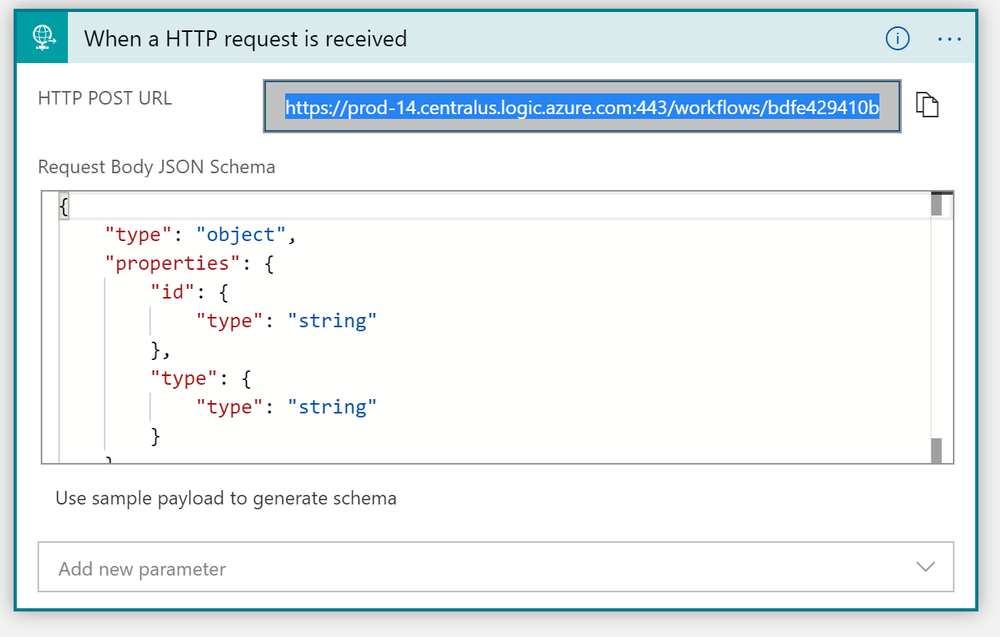 When a HTTP request is received
HTTP POST URL
https://prod-14.centralus.logic.azure.com:443/workflows/bdfe429410b
Request Body JSON Schema
{
    "type": "object",
    "properties": {
        "id": {
            "type": "string"
        },
        "type": {
            "type": "string"
        }
    }
Use sample payload to generate schema
Add new parameter